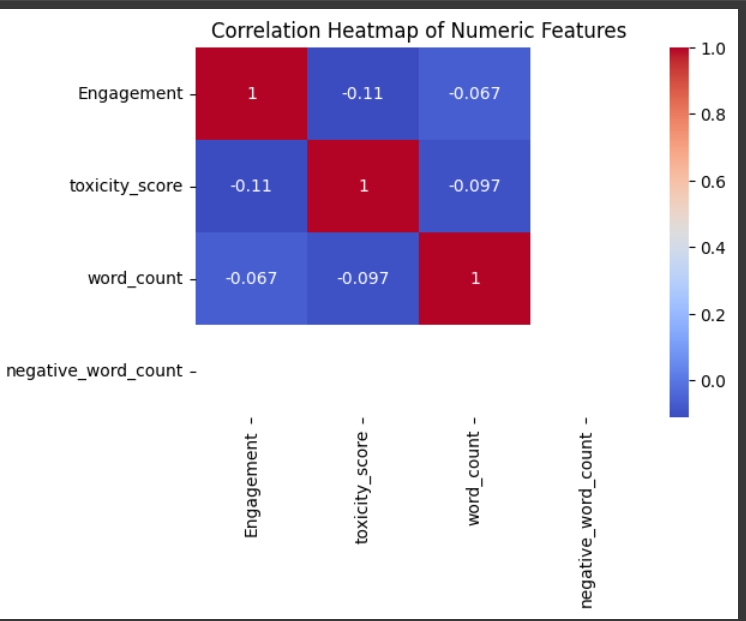 Correlation Heatmap of Numeric Features
Engagement
1
-0.11
-0.067
toxicity_score
-0.11
1
-0.097
word_count
-0.067
-0.097
1
negative_word_count
Engagement
toxicity_score
word_count
negative_word_count
1.0
0.8
0.6
0.4
0.2
0.0